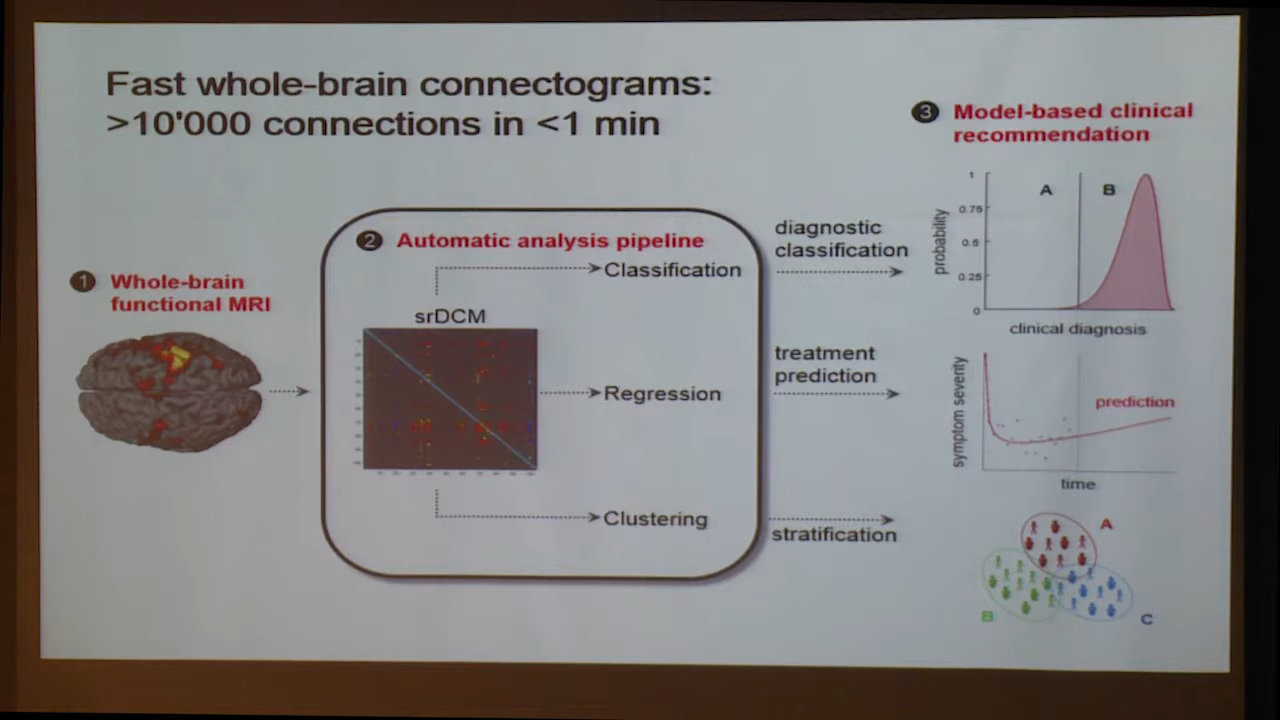 Fast whole-brain connectograms:
>10'000 connections in <1 min
1 Whole-brain
functional MRI
2 Automatic analysis pipeline
srDCM
Classification
Regression
Clustering
diagnostic
classification
treatment
prediction
stratification
3 Model-based clinical
recommendation
probability
1
0.75
0.5
0.25
0
A
B
clinical diagnosis
symptom severity
prediction
time
A
B
C